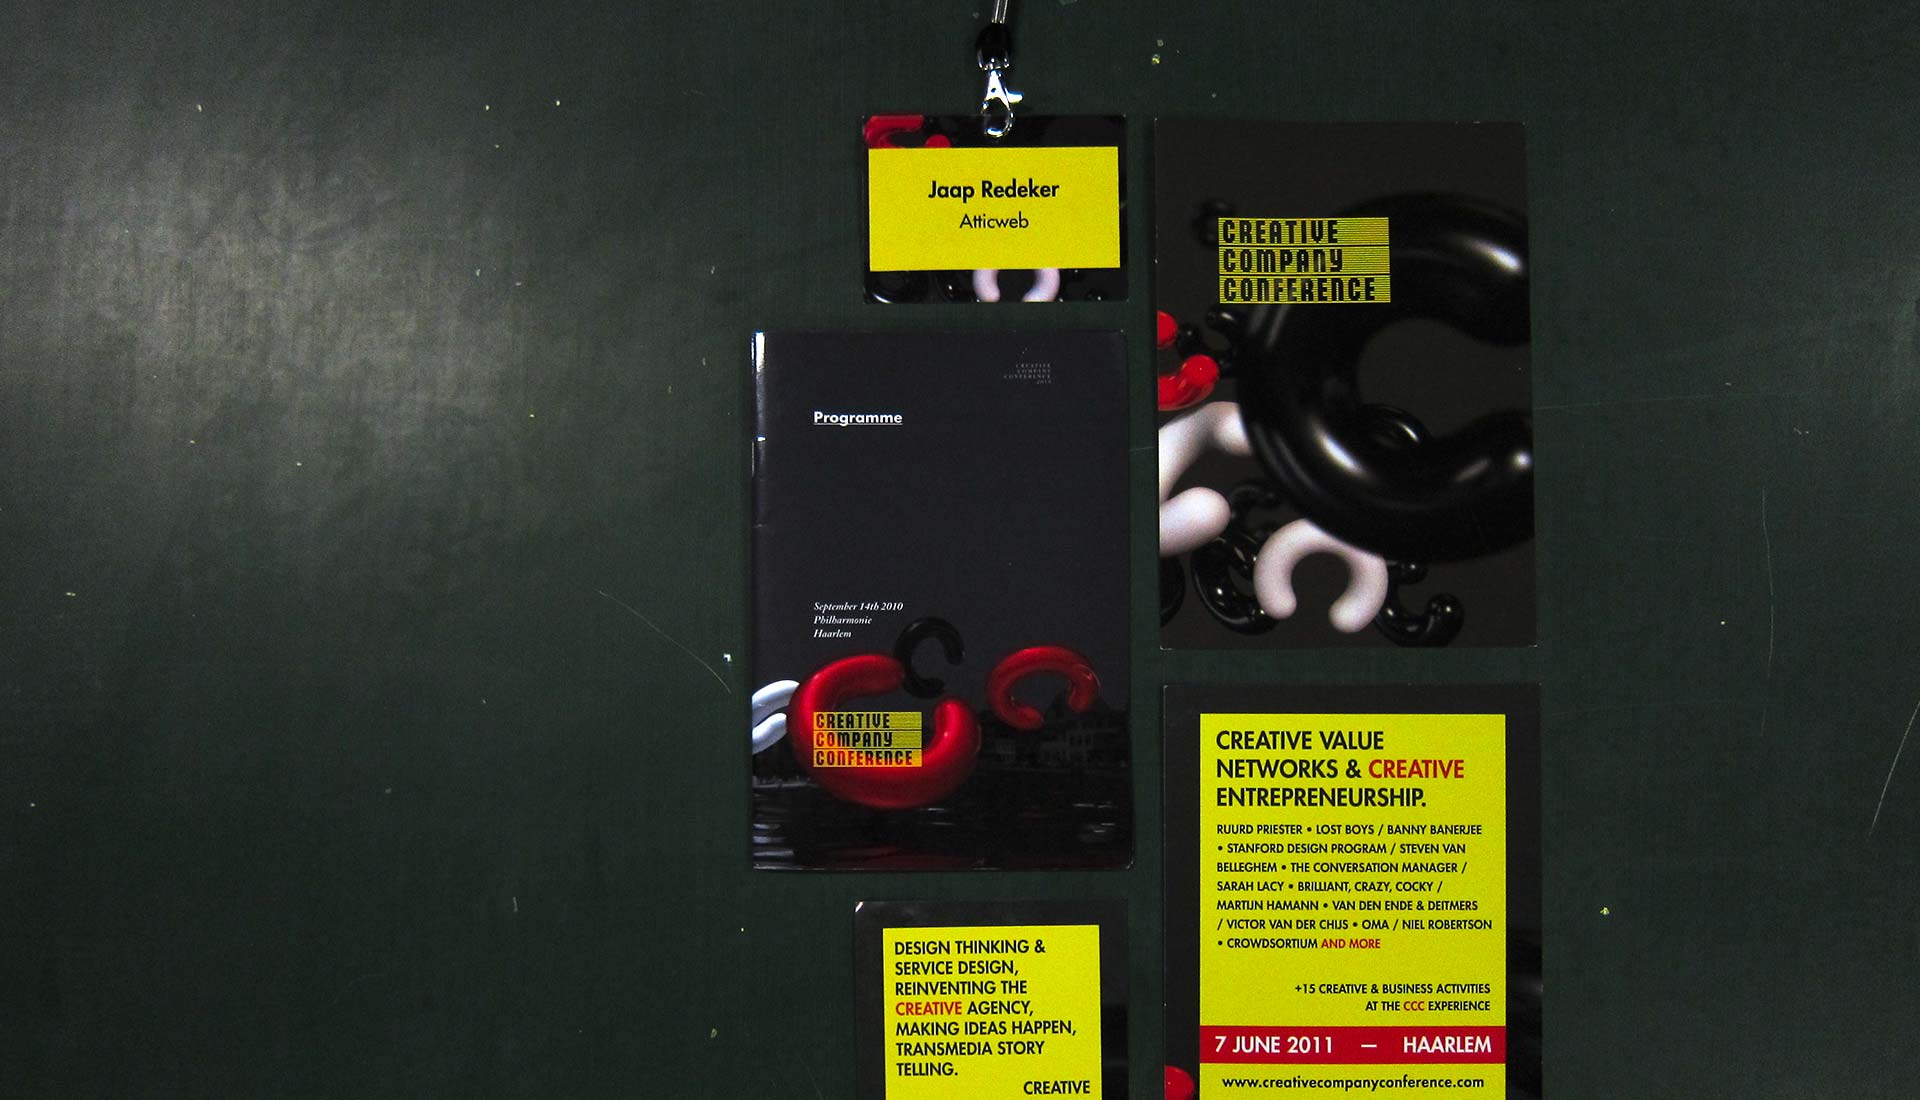 Jaap Redeker
Atticweb
CREATIVE
COMPANY
CONFERENCE
CREATIVE
COMPANY
CONFERENCE
2010
Programme
September 14th 2010
Philharmonie
Haarlem
CREATIVE
COMPANY
CONFERENCE
CREATIVE VALUE
NETWORKS & CREATIVE
ENTREPRENEURSHIP.
RUURD PRIESTER • LOST BOYS / BANNY BANERJEE
• STANFORD DESIGN PROGRAM / STEVEN VAN
BELLEGHEM • THE CONVERSATION MANAGER /
SARAH LACY • BRILLIANT, CRAZY, COCKY /
MARTIJN HAMANN • VAN DEN ENDE & DEITMERS
/ VICTOR VAN DER CHIJS • OMA / NIEL ROBERTSON
• CROWDSORTIUM AND MORE
+15 CREATIVE & BUSINESS ACTIVITIES
AT THE CCC EXPERIENCE
7 JUNE 2011 — HAARLEM
www.creativecompanyconference.com
DESIGN THINKING &
SERVICE DESIGN,
REINVENTING THE
CREATIVE AGENCY,
MAKING IDEAS HAPPEN,
TRANSMEDIA STORY
TELLING.
CREATIVE